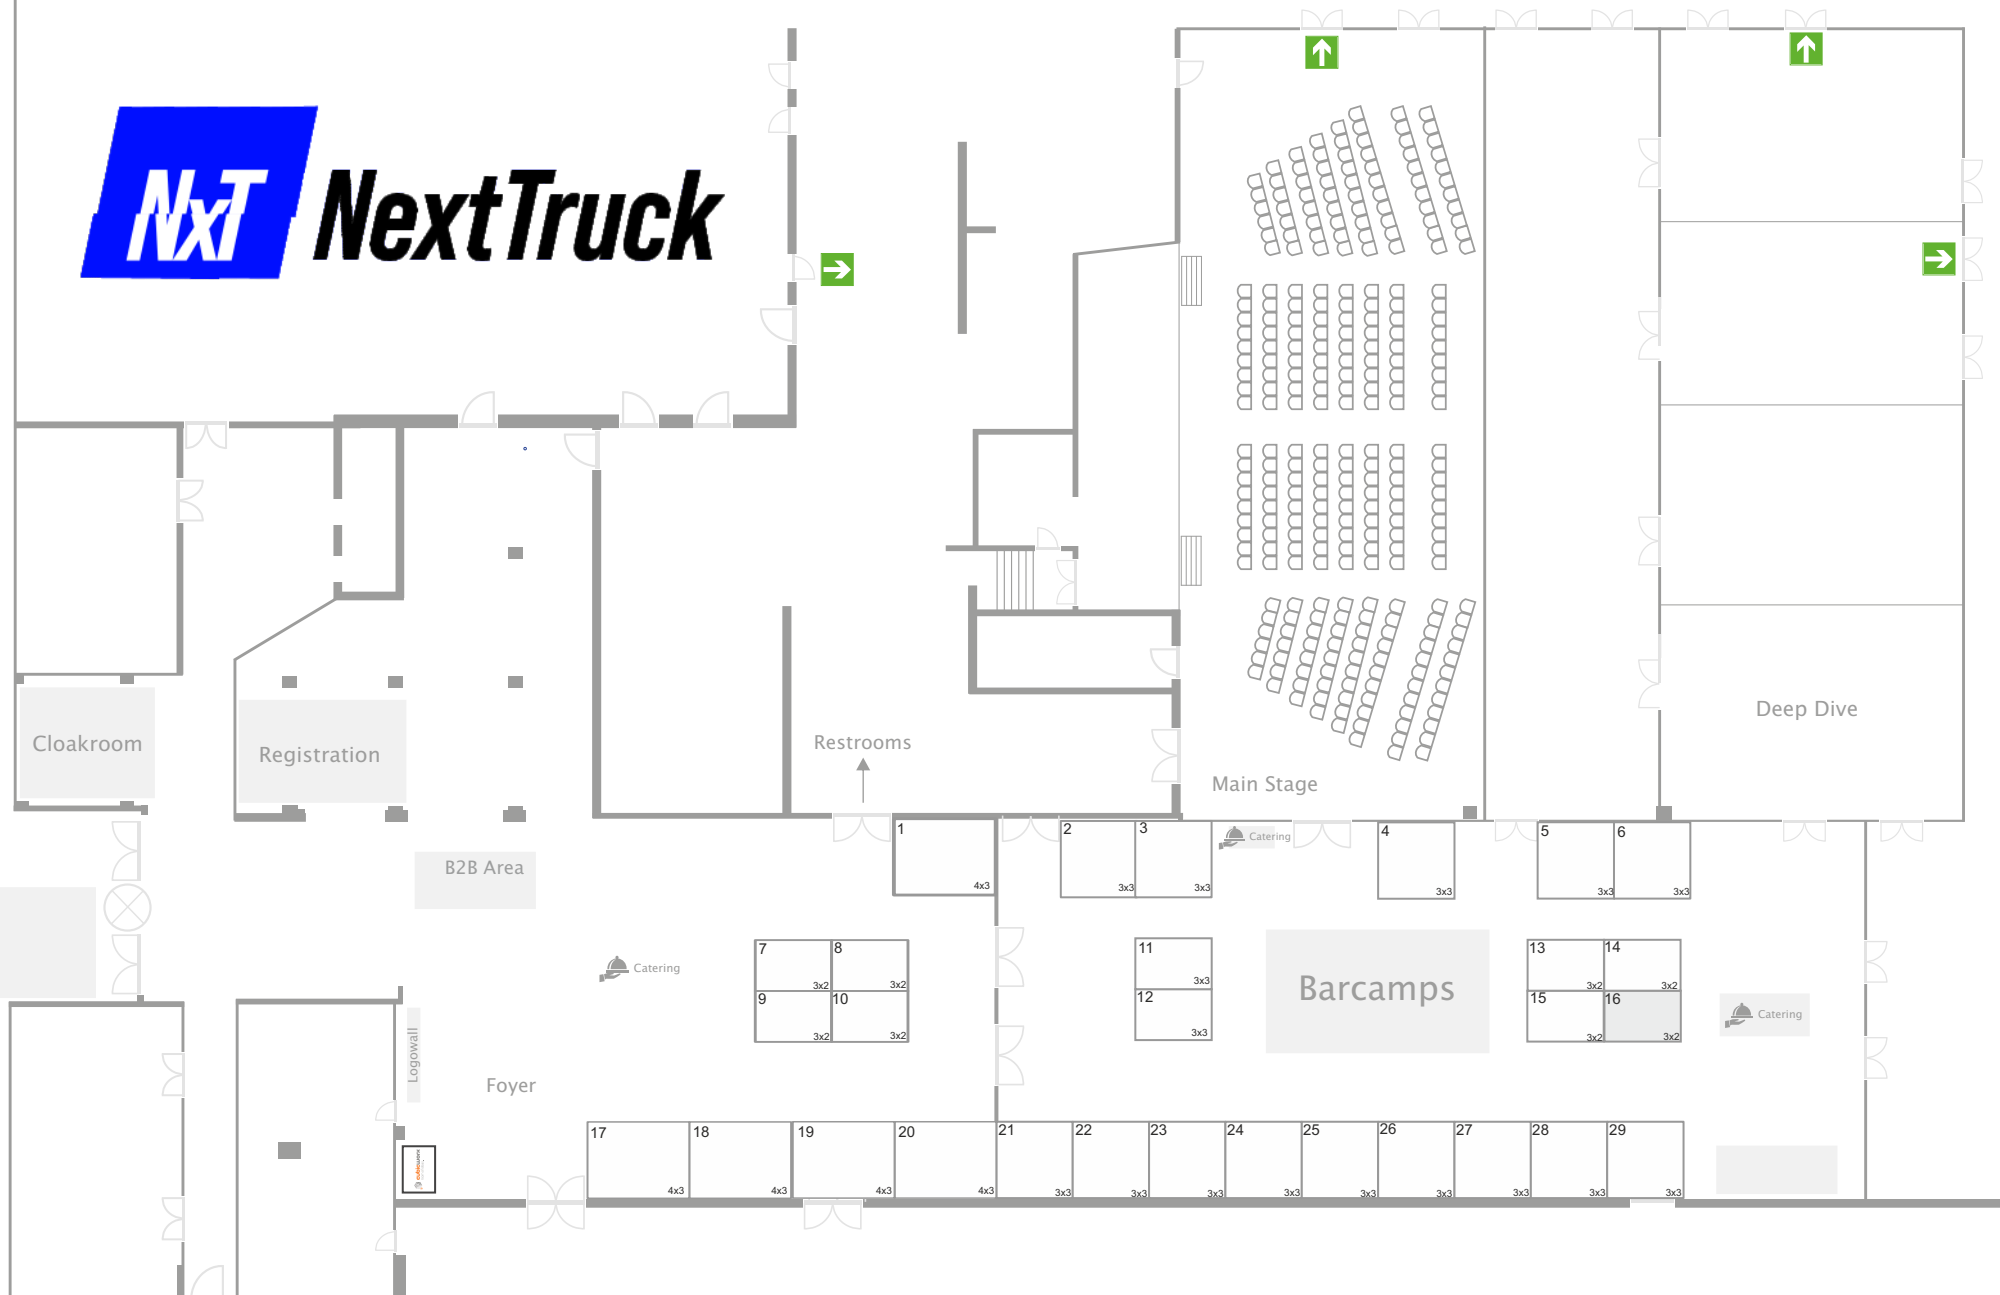 NxT NextTruck
Cloakroom
Registration
Restrooms
Main Stage
Deep Dive
B2B Area
1
4x3
2
3x3
3
3x3
Catering
4
3x3
5
3x3
6
3x3
7
3x2
8
3x2
9
3x2
10
3x2
Catering
11
3x3
12
3x3
Barcamps
13
3x2
14
3x2
15
3x2
16
3x2
Catering
Logowall
Foyer
17
4x3
18
4x3
19
4x3
20
4x3
21
3x3
22
3x3
23
3x3
24
3x3
25
3x3
26
3x3
27
3x3
28
3x3
29
3x3